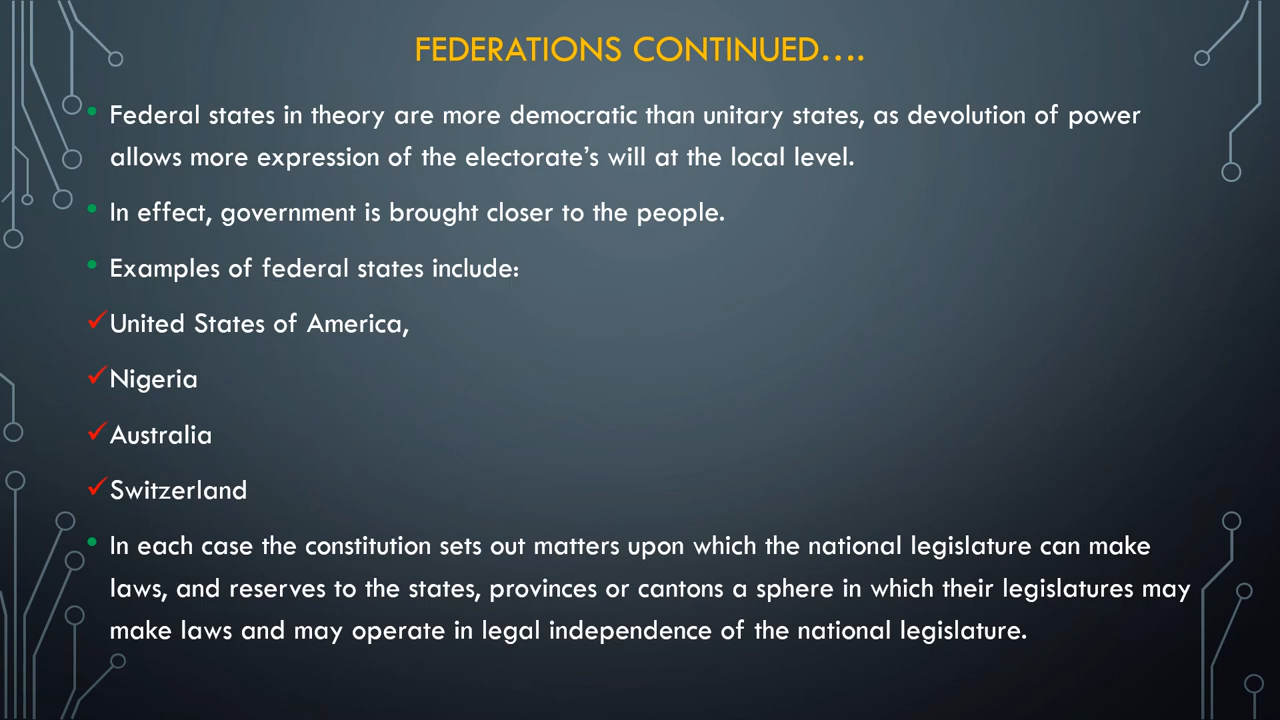 FEDERATIONS CONTINUED....
• Federal states in theory are more democratic than unitary states, as devolution of power
allows more expression of the electorate’s will at the local level.
• In effect, government is brought closer to the people.
• Examples of federal states include:
✓United States of America,
✓Nigeria
✓Australia
✓Switzerland
• In each case the constitution sets out matters upon which the national legislature can make
laws, and reserves to the states, provinces or cantons a sphere in which their legislatures may
make laws and may operate in legal independence of the national legislature.